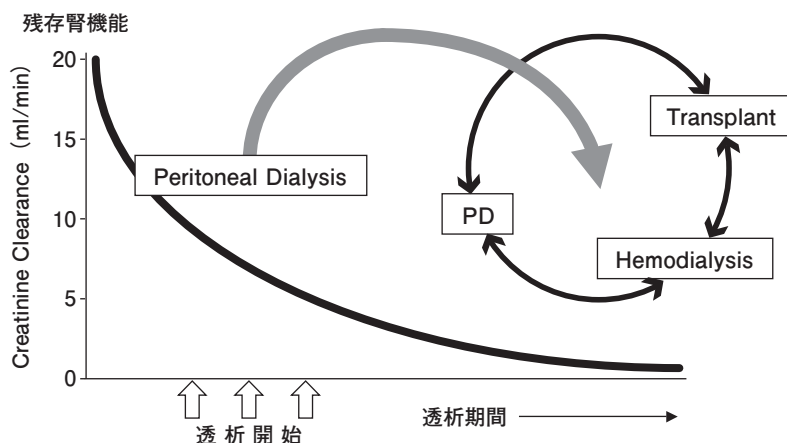 残存腎機能
Creatinine Clearance (ml/min)
20
15
10
5
0
Peritoneal Dialysis
Transplant
PD
Hemodialysis
透析開始
透析期間